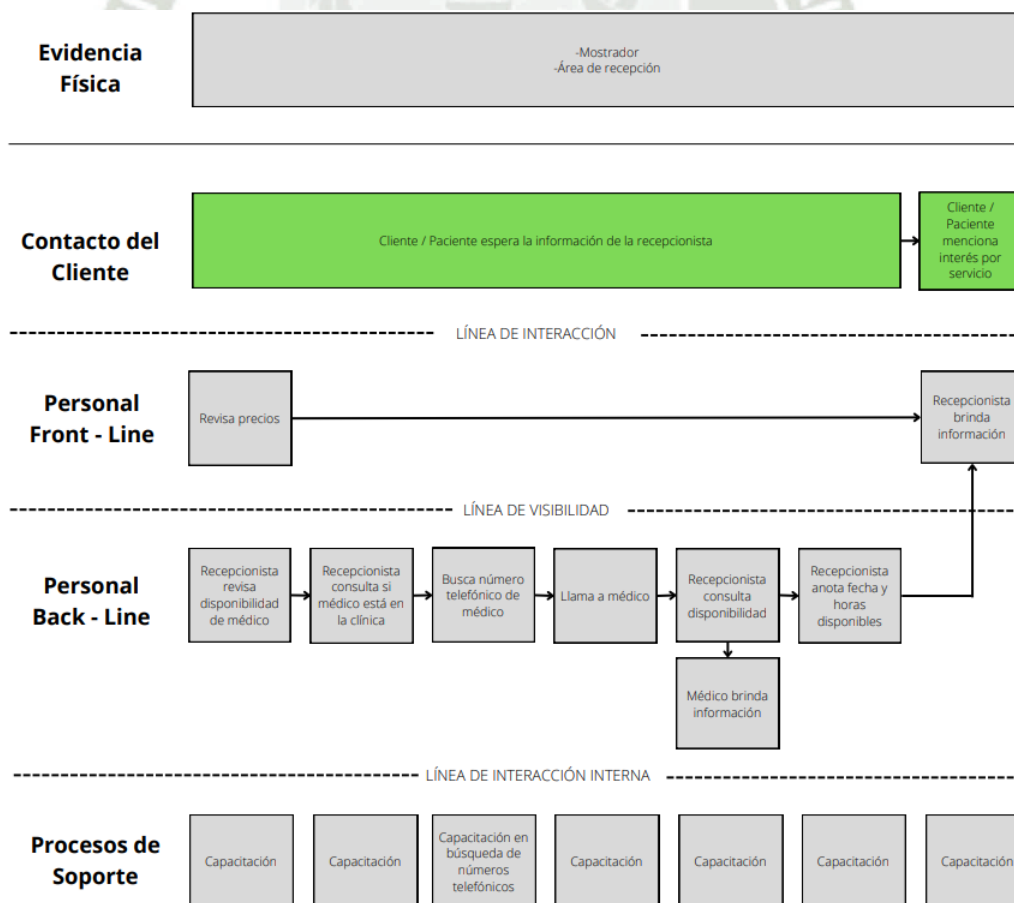 Evidencia
Física
-Mostrador
-Área de recepción
Contacto del
Cliente
Cliente / Paciente espera la información de la recepcionista
Cliente /
Paciente
menciona
interés por
servicio
LÍNEA DE INTERACCIÓN
Personal
Front - Line
Revisa precios
Recepcionista
brinda
información
LÍNEA DE VISIBILIDAD
Personal
Back - Line
Recepcionista
revisa
disponibilidad
de médico
Recepcionista
consulta si
médico está en
la clínica
Busca número
telefónico de
médico
Llama a médico
Recepcionista
consulta
disponibilidad
Recepcionista
anota fecha y
horas
disponibles
Médico brinda
información
LÍNEA DE INTERACCIÓN INTERNA
Procesos de
Soporte
Capacitación
Capacitación
Capacitación en
búsqueda de
números
telefónicos
Capacitación
Capacitación
Capacitación
Capacitación